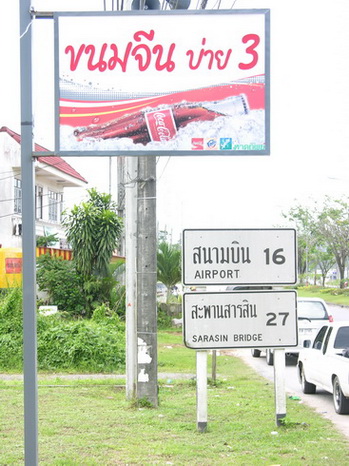 ขนมจีน บ่าย 3
Coca-Cola
สนามบิน 16
AIRPORT
สะพานสารสิน 27
SARASIN BRIDGE